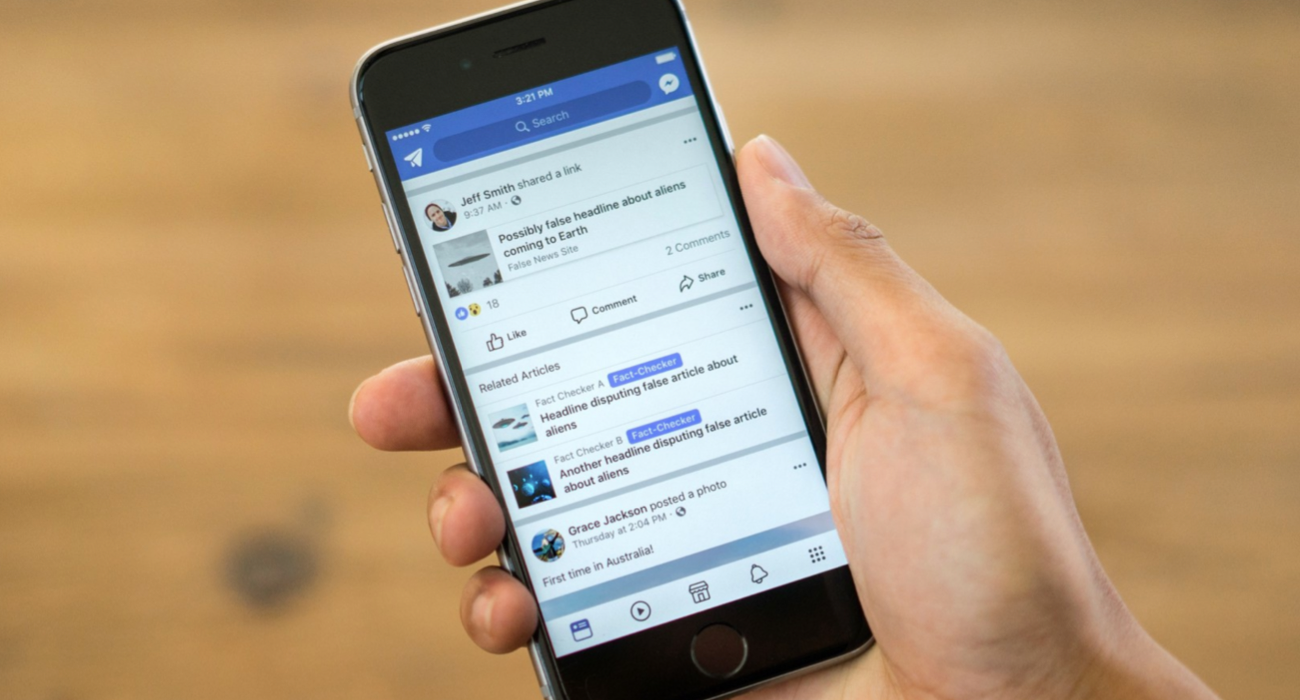 3:21 PM
Search
Jeff Smith shared a link
9:37 AM ·
Possibly false headline about aliens
coming to Earth
False News Site
18
2 Comments
Like
Comment
Share
Related Articles
Fact Checker A Fact-Checker
Headline disputing false article about
aliens
Fact Checker B Fact-Checker
Another headline disputing false article
about aliens
Grace Jackson posted a photo
Thursday at 2:04 PM ·
First time in Australia!